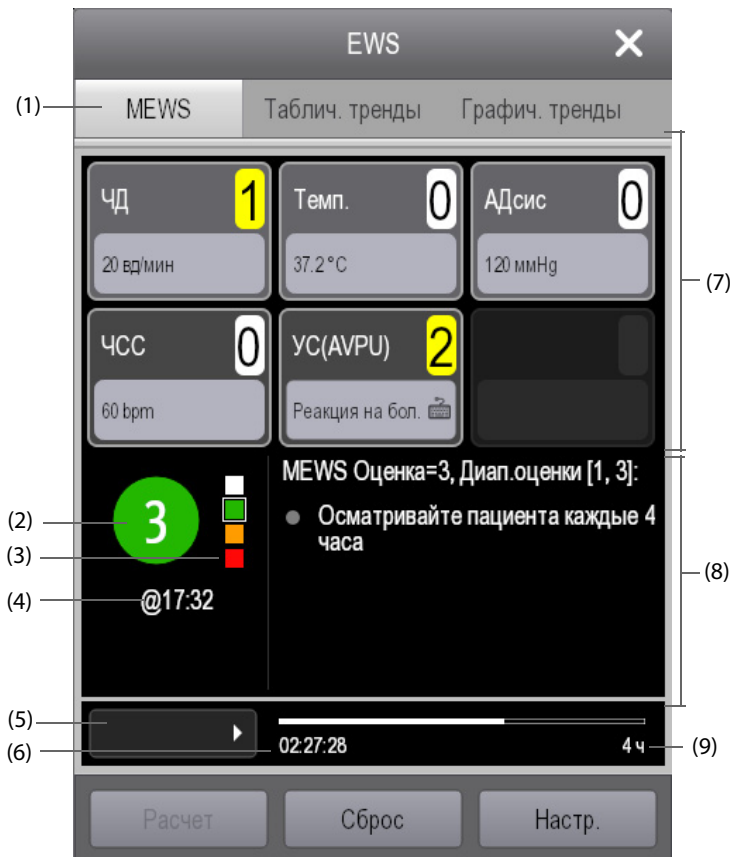 EWS
(1)
MEWS Таблич. тренды Графич. тренды
ЧД 1 Темп. 0 АДсис 0
20 вд/мин 37.2°C 120 ммHg
(7)
ЧСС 0 УС(AVPU) 2
60 bpm Реакция на бол.
MEWS Оценка=3, Диап.оценки [1, 3]:
(2) 3
Осматривайте пациента каждые 4
часа
(3)
(8)
(4) @17:32
(5)
(6) 02:27:28 4 ч (9)
Расчет Сброс Настр.